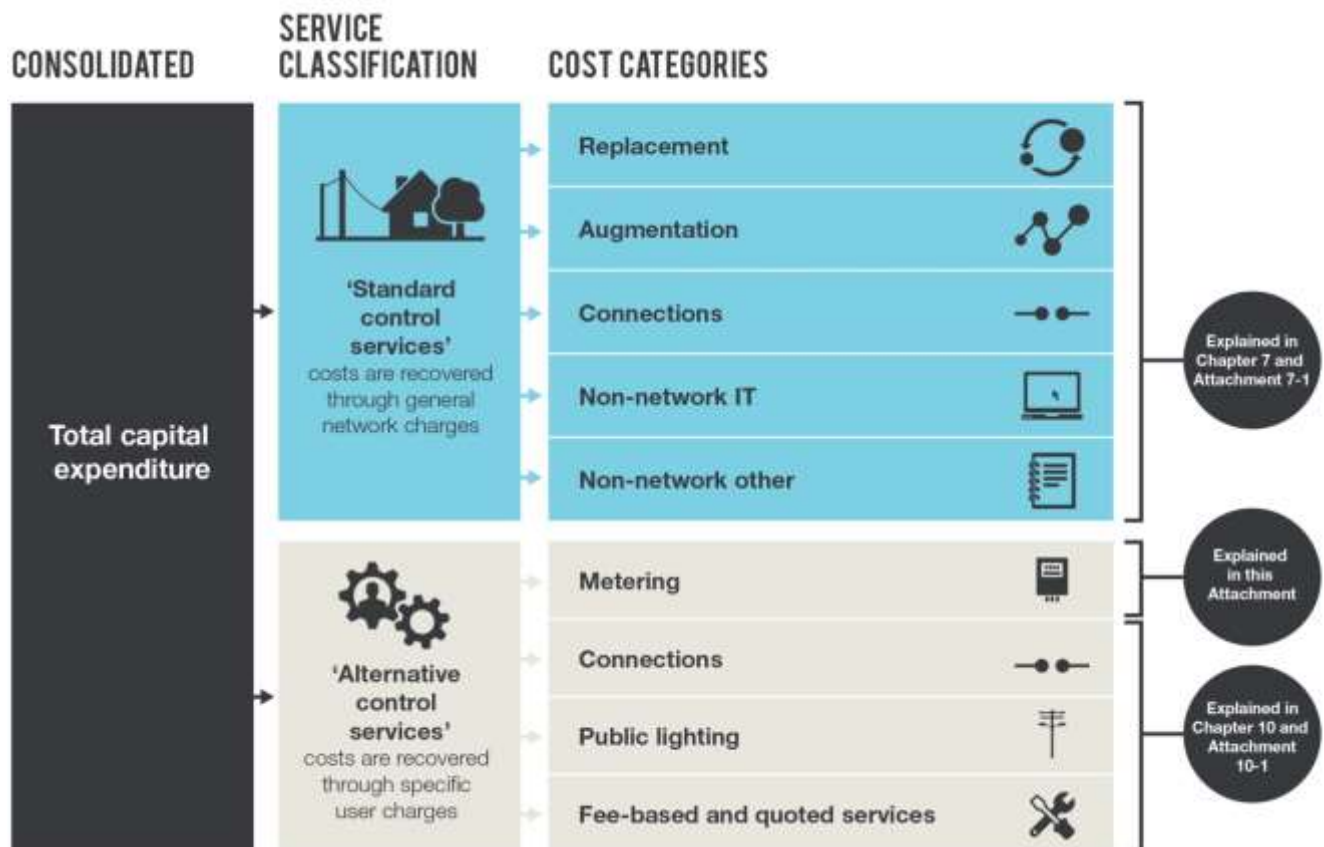 CONSOLIDATED
SERVICE
CLASSIFICATION
COST CATEGORIES
Total capital
expenditure
‘Standard
control
services’
costs are recovered
through general
network charges
Replacement
Augmentation
Connections
Non-network IT
Non-network other
Explained in
Chapter 7 and
Attachment 7-1
‘Alternative
control
services’
costs are recovered
through specific
user charges
Metering
Connections
Public lighting
Fee-based and quoted services
Explained
in this
Attachment
Explained in
Chapter 10 and
Attachment
10-1